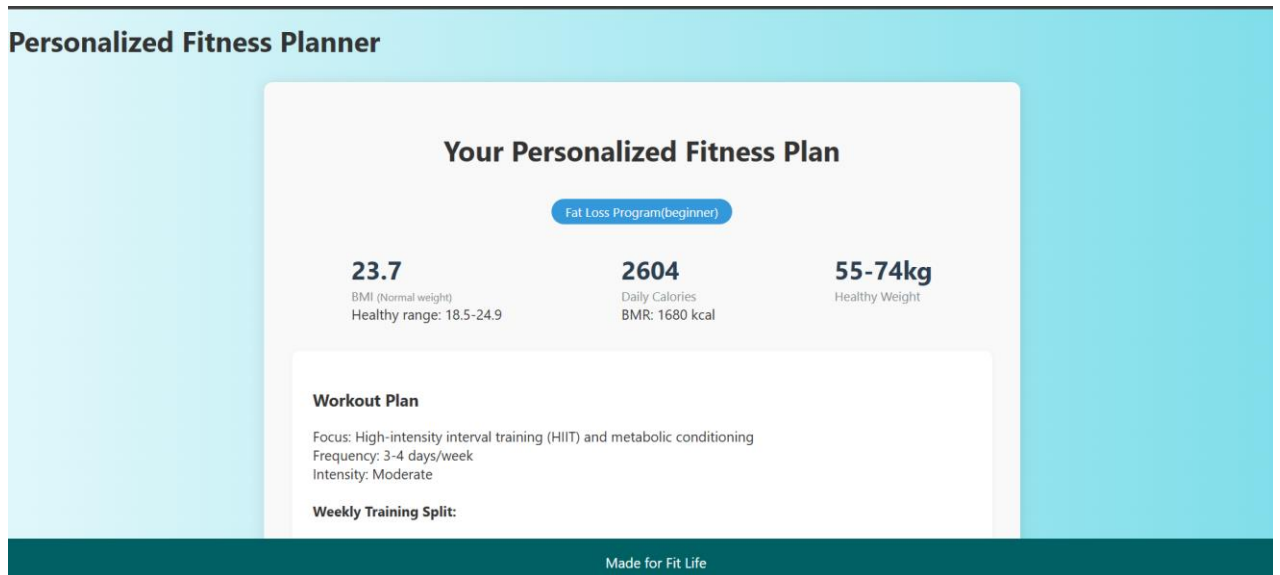 Personalized Fitness Planner
Your Personalized Fitness Plan
Fat Loss Program(beginner)
23.7
BMI (Normal weight)
Healthy range: 18.5-24.9
2604
Daily Calories
BMR: 1680 kcal
55-74kg
Healthy Weight
Workout Plan
Focus: High-intensity interval training (HIIT) and metabolic conditioning
Frequency: 3-4 days/week
Intensity: Moderate
Weekly Training Split:
Made for Fit Life